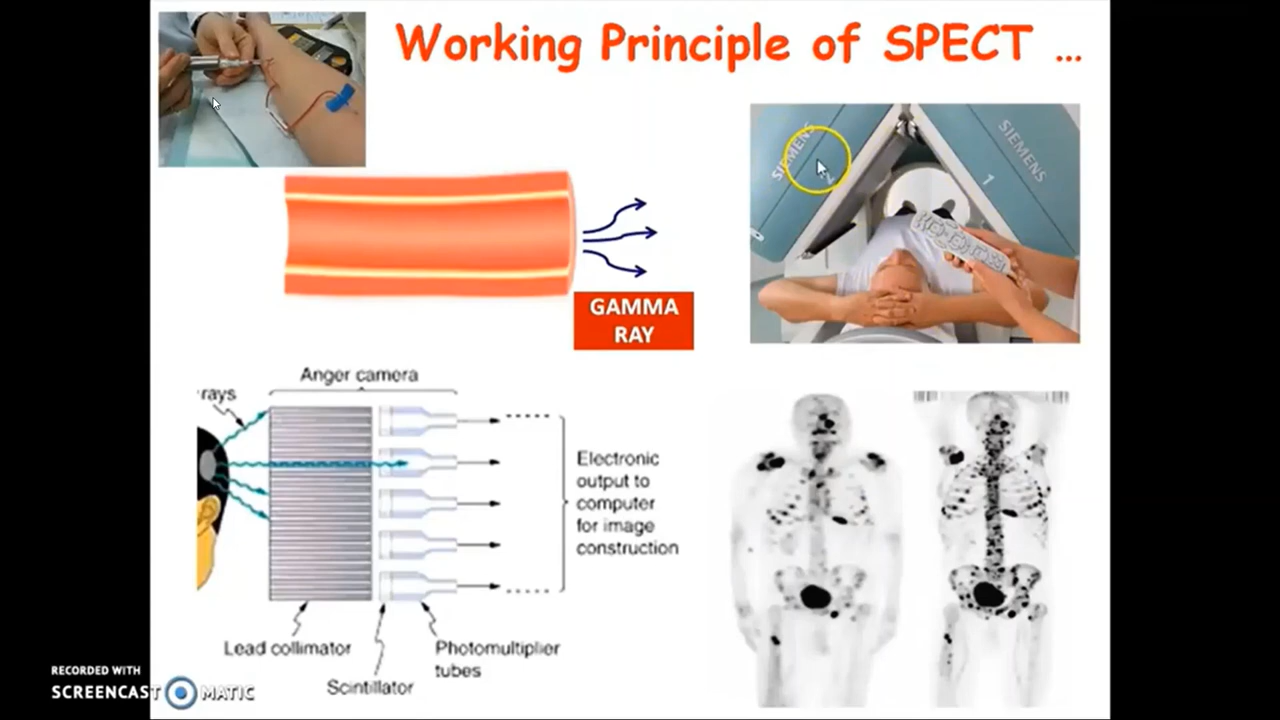 Working Principle of SPECT ...
SIEMENS
SIEMENS
1
GAMMA
RAY
Anger camera
rays
Electronic
output to
computer
for image
construction
Lead collimator
Photomultiplier
tubes
Scintillator
RECORDED WITH
SCREENCAST MATIC